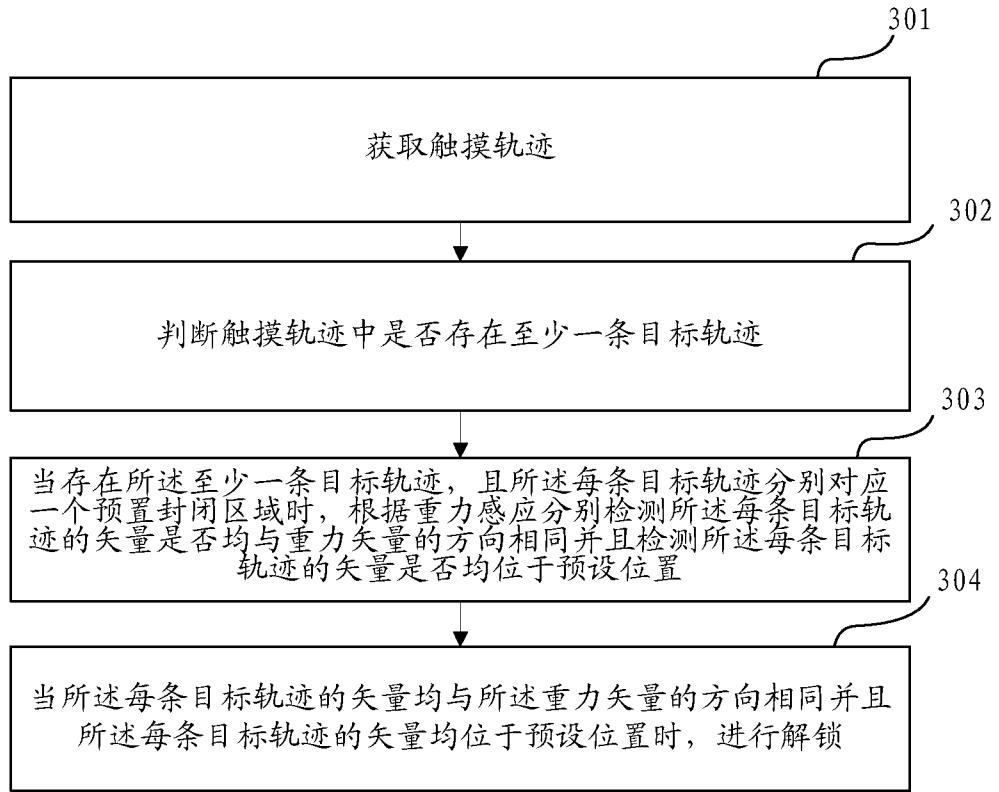 301
获取触摸轨迹
302
判断触摸轨迹中是否存在至少一条目标轨迹
303
当存在所述至少一条目标轨迹，且所述每条目标轨迹分别对应
一个预置封闭区域时，根据重力感应分别检测所述每条目标轨
迹的矢量是否均与重力矢量的方向相同并且检测所述每条目标
轨迹的矢量是否均位于预设位置
304
当所述每条目标轨迹的矢量均与所述重力矢量的方向相同并且
所述每条目标轨迹的矢量均位于预设位置时，进行解锁